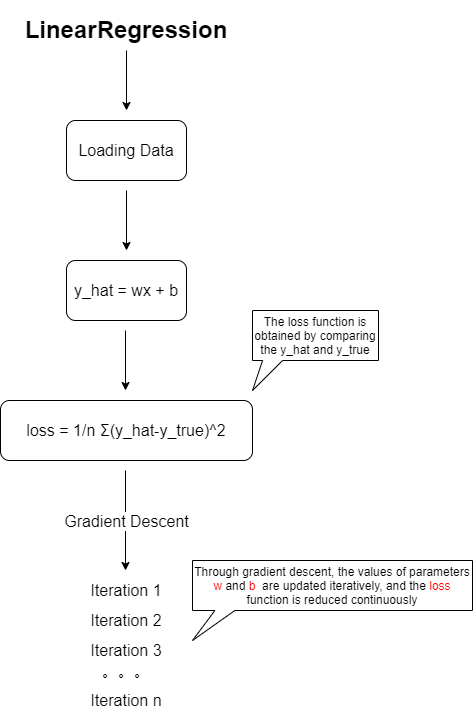 LinearRegression
Loading Data
y_hat = wx + b
The loss function is
obtained by comparing
the y_hat and y_true
loss = 1/n Σ(y_hat-y_true)^2
Gradient Descent
Through gradient descent, the values of parameters
w and b are updated iteratively, and the loss
function is reduced continuously
Iteration 1
Iteration 2
Iteration 3
° ° °
Iteration n